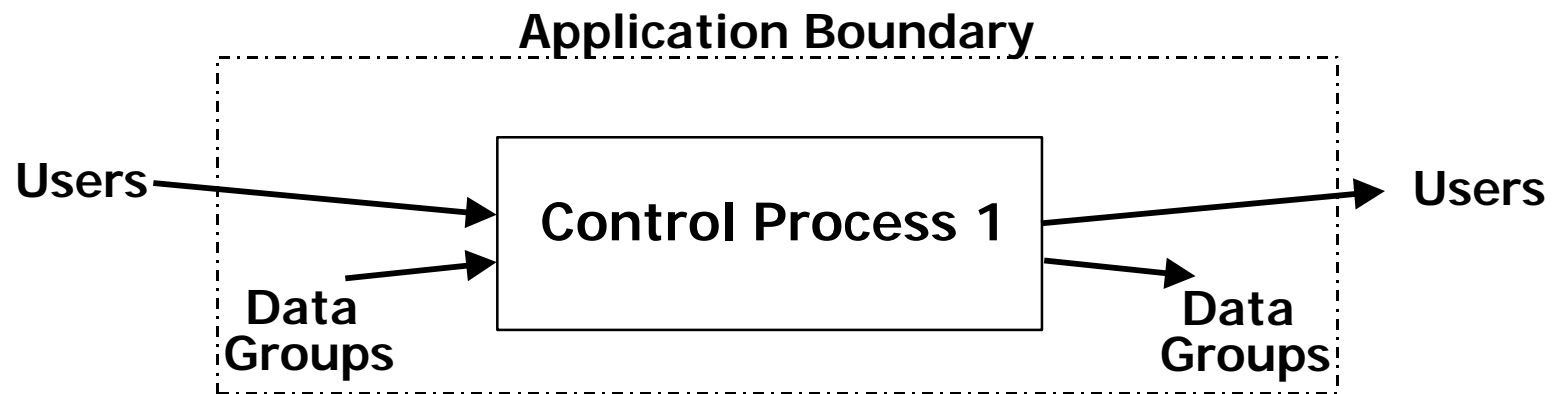 Application Boundary
Users
Control Process 1
Users
Data
Groups
Data
Groups